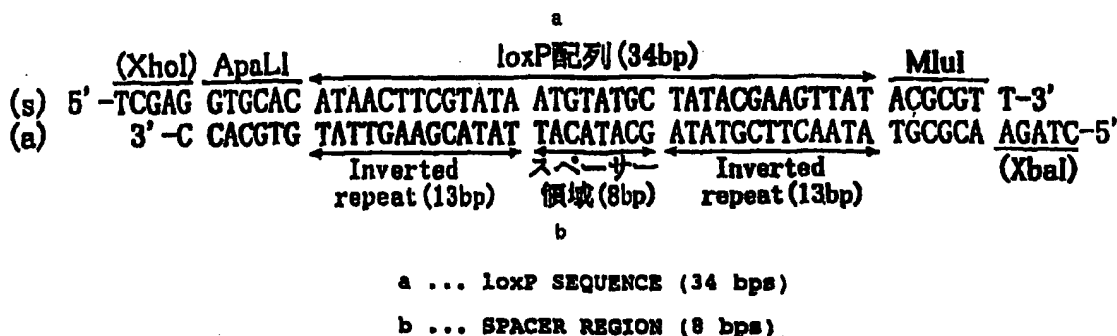 a
loxP配列(34bp)
(XhoI) ApaLI MluI
(s) 5'-TCGAG GTGCAC ATAACTTCGTATA ATGTATGC TATACGAAGTTAT ACGCGT T-3'
(a) 3'-C CACGTG TATTGAAGCATAT TACATACG ATATGCTTCAATA TGCGCA AGATC-5'
Inverted スペーサー Inverted (XbaI)
repeat(13bp) 領域(8bp) repeat(13bp)
b
a ... loxP SEQUENCE (34 bps)
b ... SPACER REGION (8 bps)